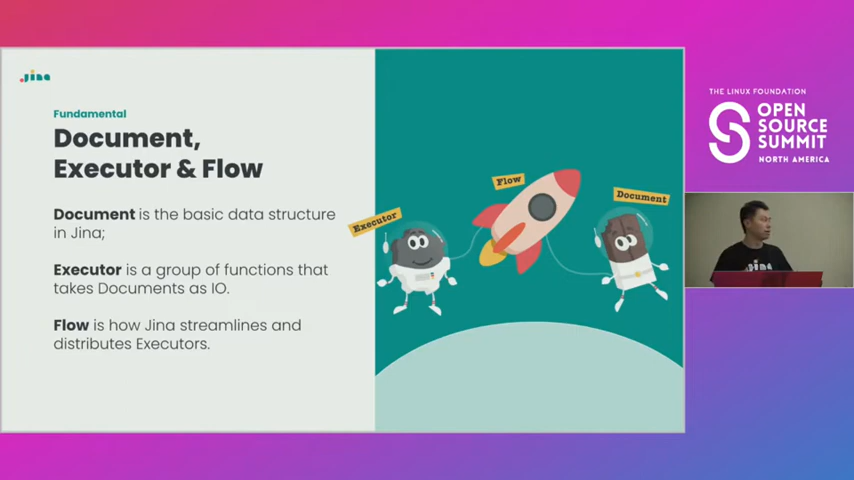 Jina
Fundamental
Document,
Executor & Flow
Document is the basic data structure
in Jina;
Executor is a group of functions that
takes Documents as IO.
Flow is how Jina streamlines and
distributes Executors.
Executor
Flow
Document
THE LINUX FOUNDATION
OPEN
SOURCE
SUMMIT
NORTH AMERICA
Jina